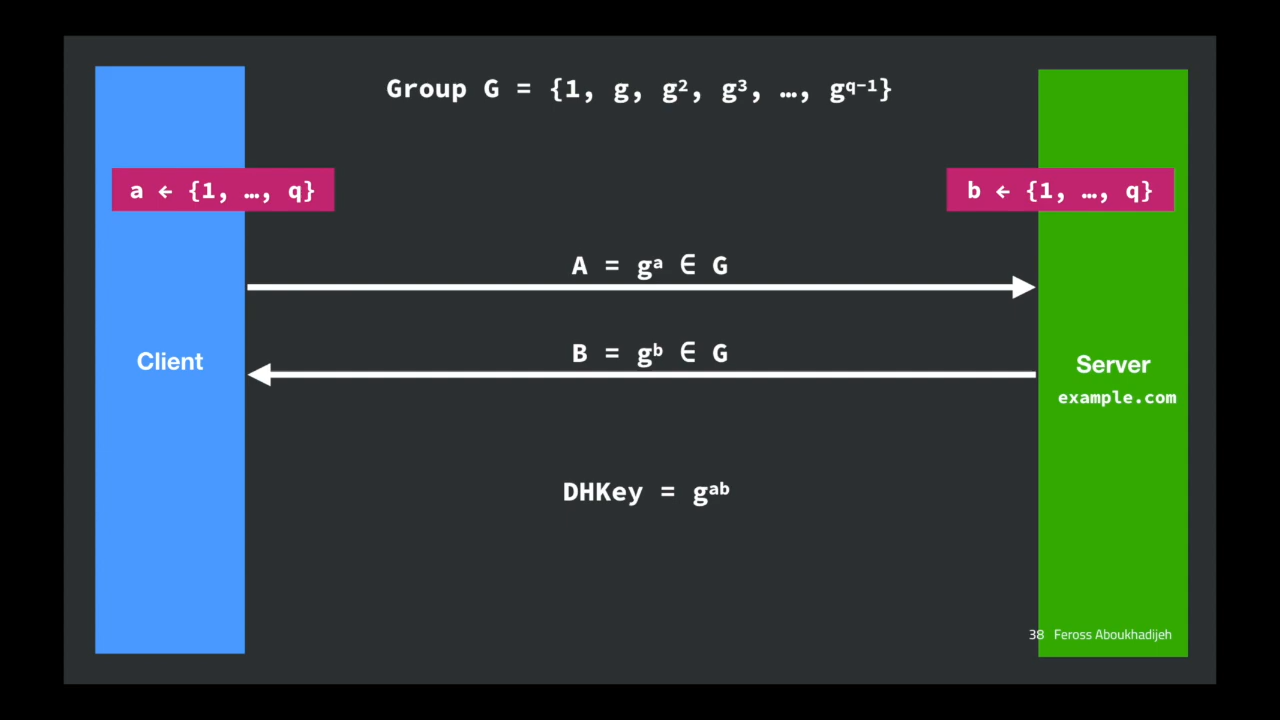 Group G = {1, g, g², g³, …, g^q-1}
a ← {1, …, q}
b ← {1, …, q}
A = gᵃ ∈ G
B = gᵇ ∈ G
Client
Server
example.com
DHKey = gᵃᵇ
38 Feross Aboukhadijeh